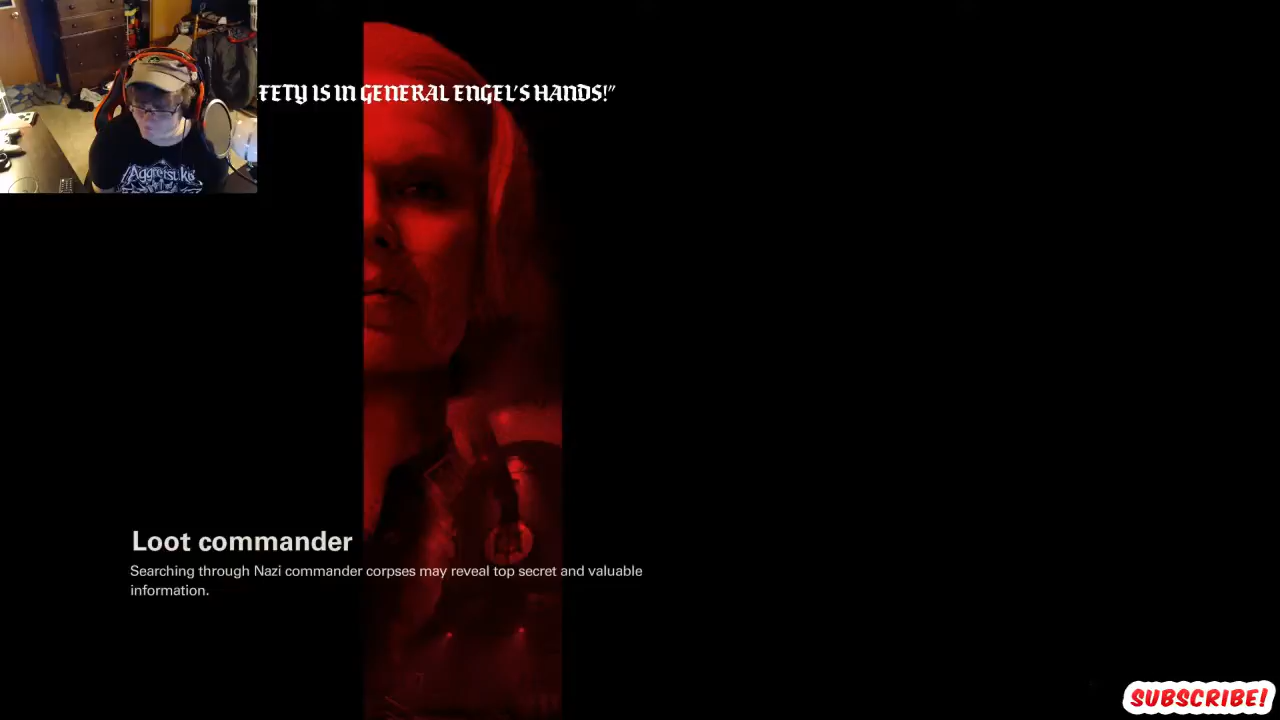 FETY IS IN GENERAL ENGEL'S HANDS!"
Aggretsuko
Loot commander
Searching through Nazi commander corpses may reveal top secret and valuable
information.
SUBSCRIBE!